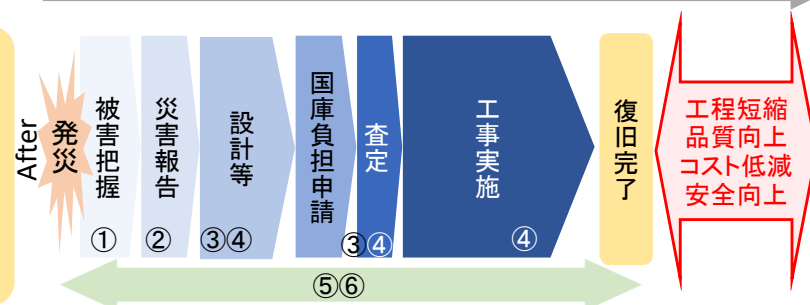 After
発災
被害把握
①
災害報告
②
設計等
③④
国庫負担申請
査定
③④
工事実施
④
復旧完了
工程短縮
品質向上
コスト低減
安全向上
⑤⑥